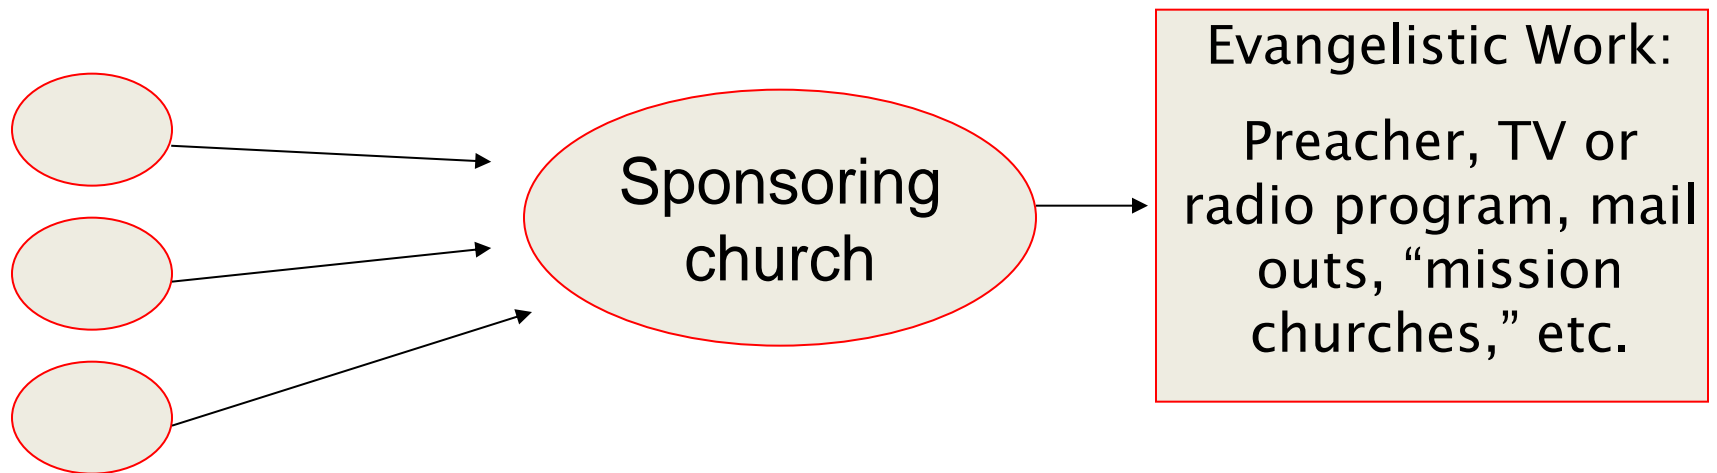 Sponsoring
church
Evangelistic Work:
Preacher, TV or
radio program, mail
outs, “mission
churches,” etc.